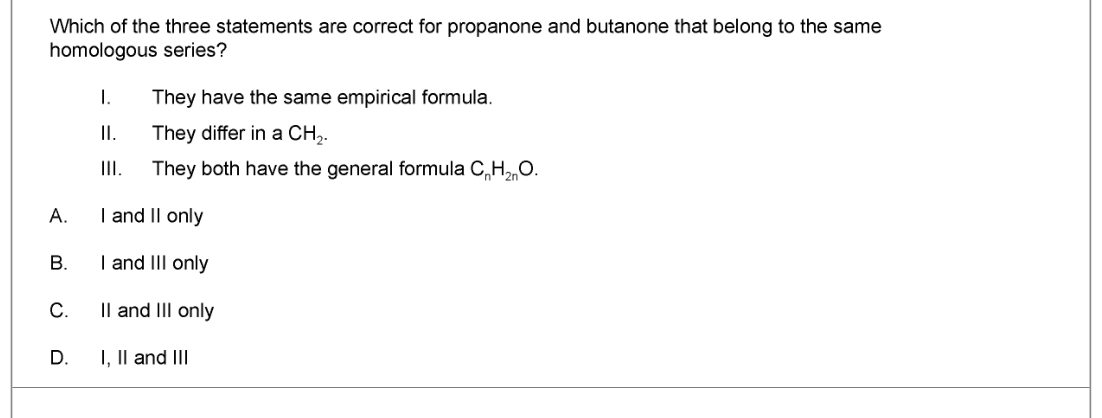 Which of the three statements are correct for propanone and butanone that belong to the same
homologous series?
I. They have the same empirical formula.
II. They differ in a CH₂.
III. They both have the general formula CₙH₂ₙO.
A. I and II only
B. I and III only
C. II and III only
D. I, II and III